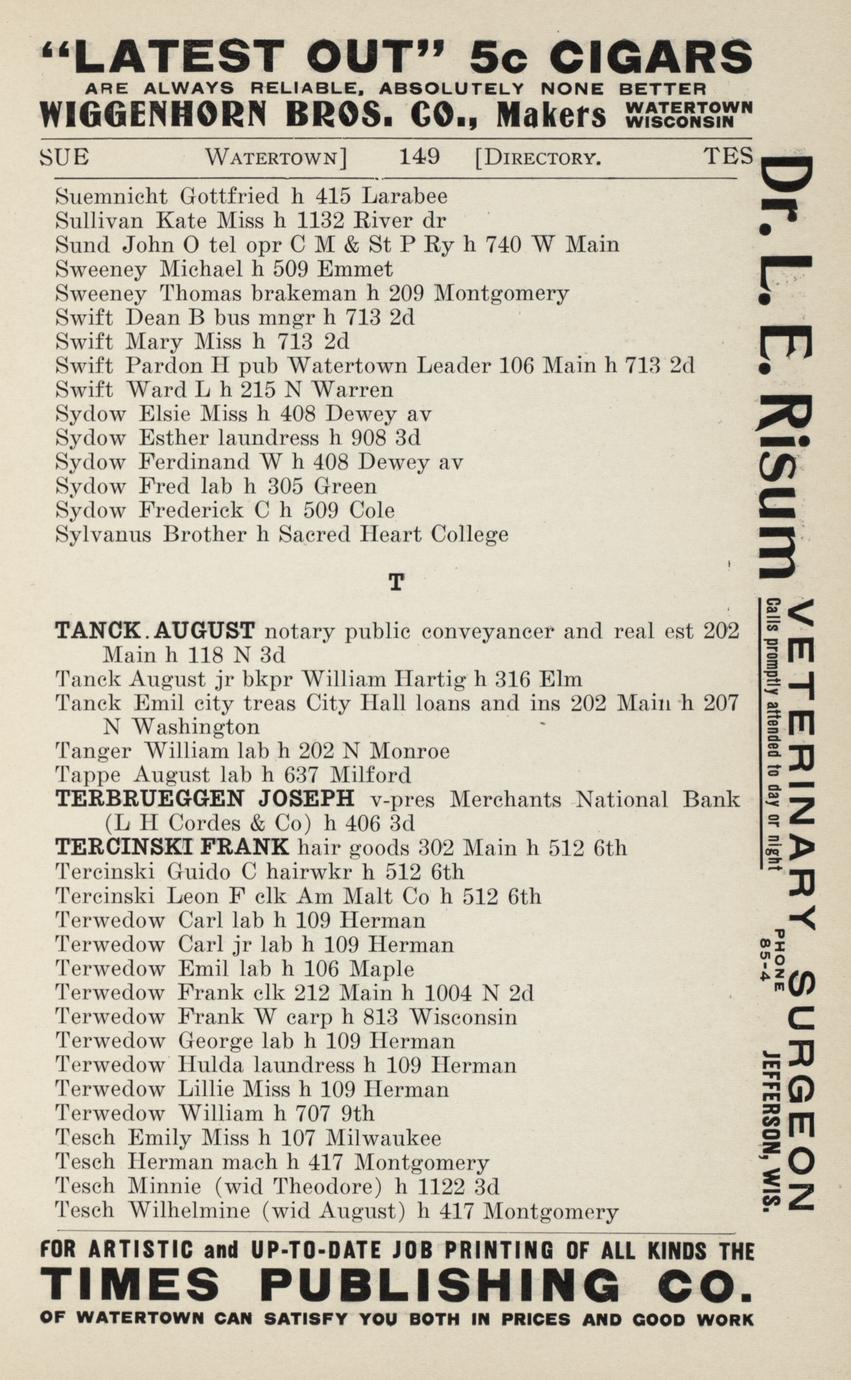 “LATEST OUT” 5c CIGARS
ARE ALWAYS RELIABLE, ABSOLUTELY NONE BETTER
WIGGENHORN BROS. CO., Makers WATERTOWN WISCONSIN
SUE WATERTOWN] 149 [DIRECTORY. TES
Suemnicht Gottfried h 415 Larabee
Sullivan Kate Miss h 1132 River dr
Sund John O tel opr C M & St P Ry h 740 W Main
Sweeney Michael h 509 Emmet
Sweeney Thomas brakeman h 209 Montgomery
Swift Dean B bus mngr h 713 2d
Swift Mary Miss h 713 2d
Swift Pardon H pub Watertown Leader 106 Main h 713 2d
Swift Ward L h 215 N Warren
Sydow Elsie Miss h 408 Dewey av
Sydow Esther laundress h 908 3d
Sydow Ferdinand W h 408 Dewey av
Sydow Fred lab h 305 Green
Sydow Frederick C h 509 Cole
Sylvanus Brother h Sacred Heart College
T
TANCK. AUGUST notary public conveyancer and real est 202
Main h 118 N 3d
Tanck August jr bkpr William Hartig h 316 Elm
Tanck Emil city treas City Hall loans and ins 202 Main h 207
N Washington
Tanger William lab h 202 N Monroe
Tappe August lab h 637 Milford
TERBRUEGGEN JOSEPH v-pres Merchants National Bank
(L H Cordes & Co) h 406 3d
TERCINSKI FRANK hair goods 302 Main h 512 6th
Tercinski Guido C hairwkr h 512 6th
Tercinski Leon F clk Am Malt Co h 512 6th
Terwedow Carl lab h 109 Herman
Terwedow Carl jr lab h 109 Herman
Terwedow Emil lab h 106 Maple
Terwedow Frank clk 212 Main h 1004 N 2d
Terwedow Frank W carp h 813 Wisconsin
Terwedow George lab h 109 Herman
Terwedow Hulda laundress h 109 Herman
Terwedow Lillie Miss h 109 Herman
Terwedow William h 707 9th
Tesch Emily Miss h 107 Milwaukee
Tesch Herman mach h 417 Montgomery
Tesch Minnie (wid Theodore) h 1122 3d
Tesch Wilhelmine (wid August) h 417 Montgomery
FOR ARTISTIC and UP-TO-DATE JOB PRINTING OF ALL KINDS THE
TIMES PUBLISHING CO.
OF WATERTOWN CAN SATISFY YOU BOTH IN PRICES AND GOOD WORK
Dr. L. E. Risum
VETERINARY SURGEON
Calls promptly attended to day or night
PHONE
85-4
JEFFERSON, WIS.